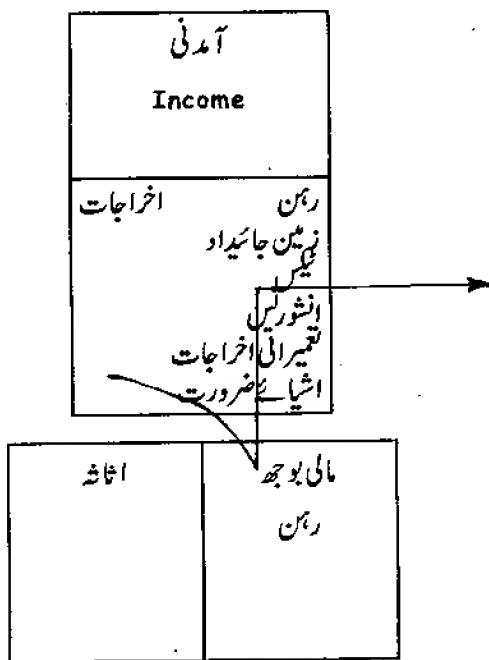 آمدنی
Income
رہن اخراجات
زمین جائیداد
ٹیکس
انشورنس
تعمیراتی اخراجات
اشیائے ضرورت
مالی بوجھ اثاثہ
رہن